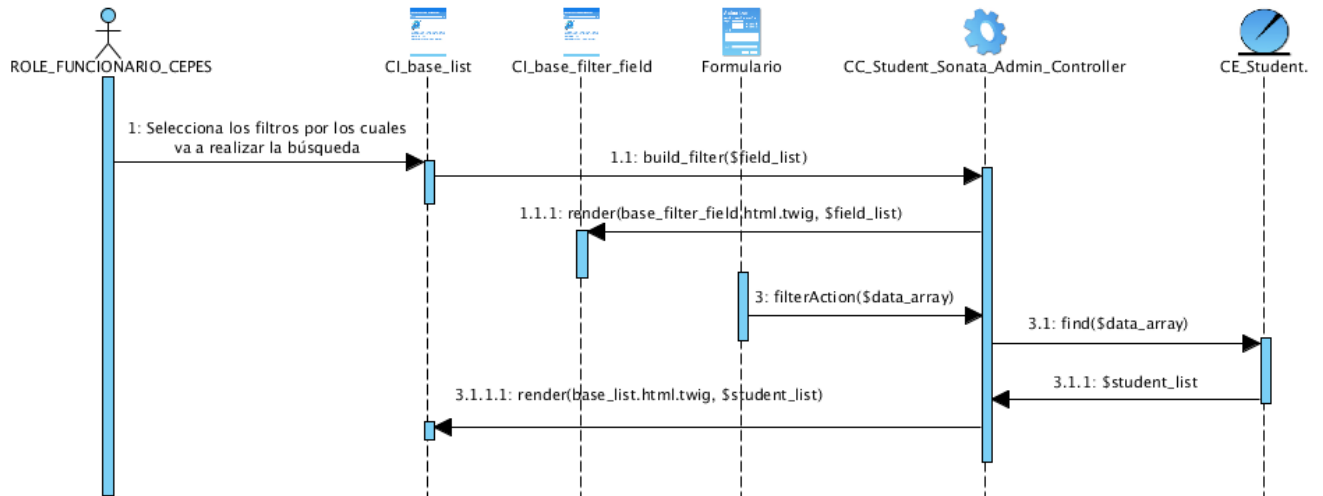 ROLE_FUNCIONARIO_CEPES
CI_base_list
CI_base_filter_field
Formulario
CC_Student_Sonata_Admin_Controller
CE_Student.
1: Selecciona los filtros por los cuales
va a realizar la búsqueda
1.1: build_filter($field_list)
1.1.1: render(base_filter_field.html.twig, $field_list)
3: filterAction($data_array)
3.1: find($data_array)
3.1.1: $student_list
3.1.1.1: render(base_list.html.twig, $student_list)